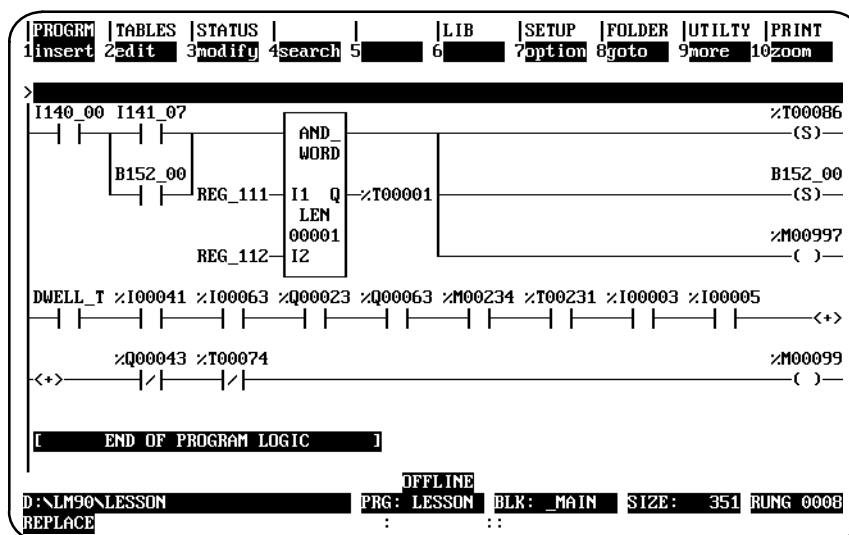 |PROGRM |TABLES |STATUS | | |LIB |SETUP |FOLDER |UTILTY |PRINT
1insert 2edit 3modify 4search 5 6 7option 8goto 9more 10zoom
>
I140_00 I141_07 %T00086
AND_ (S)
WORD
B152_00 B152_00
REG_111 I1 Q %T00001 (S)
LEN
00001 %M00997
REG_112 I2 ( )
DWELL_T %I00041 %I00063 %Q00023 %Q00063 %M00234 %T00231 %I00003 %I00005
<+>
%Q00043 %T00074 %M00099
<+> ( )
[ END OF PROGRAM LOGIC ]
OFFLINE
D:\LM90\LESSON PRG: LESSON BLK: _MAIN SIZE: 351 RUNG 0008
REPLACE : ::